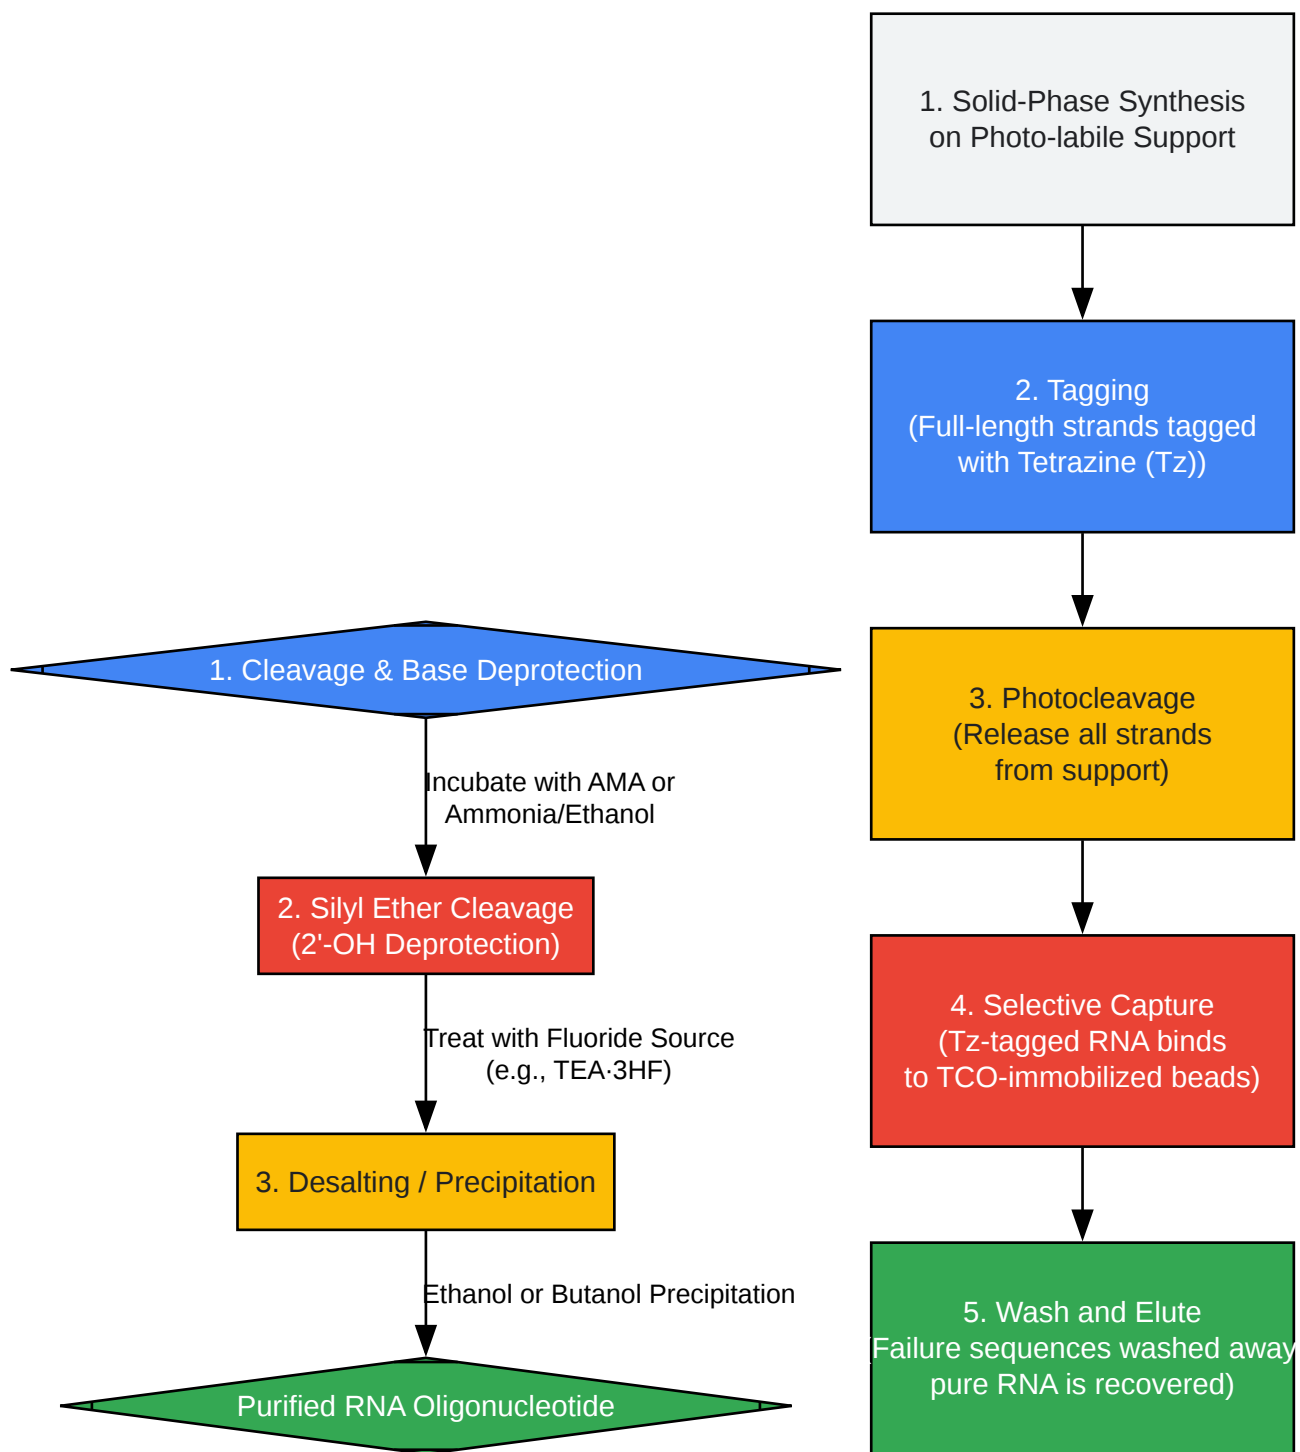 1. Solid-Phase Synthesis
on Photo-labile Support
2. Tagging
(Full-length strands tagged
with Tetrazine (Tz))
3. Photocleavage
(Release all strands
from support)
4. Selective Capture
(Tz-tagged RNA binds
to TCO-immobilized beads)
5. Wash and Elute
(Failure sequences washed away
pure RNA is recovered)
1. Cleavage & Base Deprotection
Incubate with AMA or
Ammonia/Ethanol
2. Silyl Ether Cleavage
(2'-OH Deprotection)
Treat with Fluoride Source
(e.g., TEA·3HF)
3. Desalting / Precipitation
Ethanol or Butanol Precipitation
Purified RNA Oligonucleotide